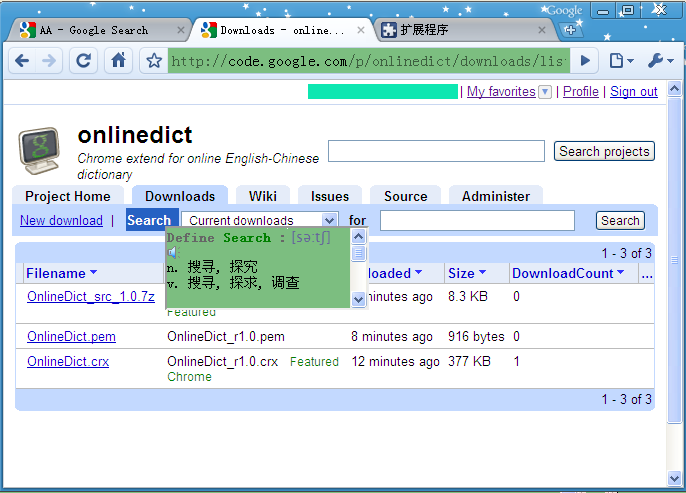 Google
AA - Google Search
Downloads - online...
扩展程序
http://code.google.com/p/onlinedict/downloads/lis
| My favorites | Profile | Sign out
onlinedict
Chrome extend for online English-Chinese
dictionary
Search projects
Project Home Downloads Wiki Issues Source Administer
New download | Search Current downloads for Search
Define Search : [sə:tʃ]
n. 搜寻, 探究
v. 搜寻, 探求, 调查
1 - 3 of 3
Filename loaded Size DownloadCount ...
OnlineDict_src_1.0.7z minutes ago 8.3 KB 0
Featured
OnlineDict.pem OnlineDict_r1.0.pem 8 minutes ago 916 bytes 0
OnlineDict.crx OnlineDict_r1.0.crx Featured 12 minutes ago 377 KB 1
Chrome
1 - 3 of 3